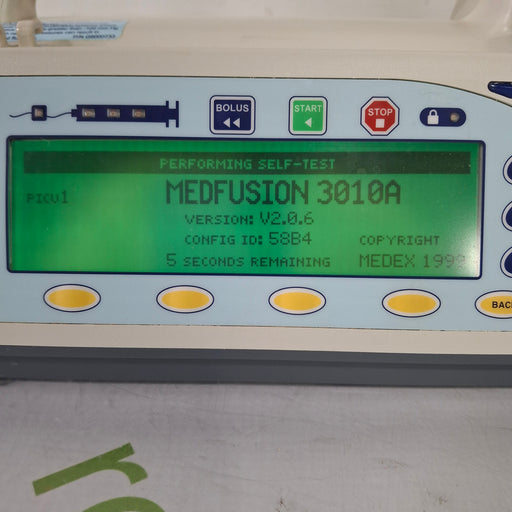 BOLUS
START
STOP
PERFORMING SELF-TEST
PICU1
MEDFUSION 3010A
VERSION: V2.0.6
CONFIG ID: 58B4
COPYRIGHT
5 SECONDS REMAINING
MEDEX 1999
BACK